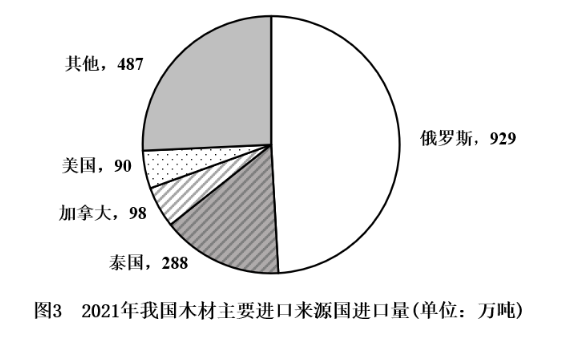 其他，487
俄罗斯，929
美国，90
加拿大，98
泰国，288
图3 2021年我国木材主要进口来源国进口量(单位：万吨)